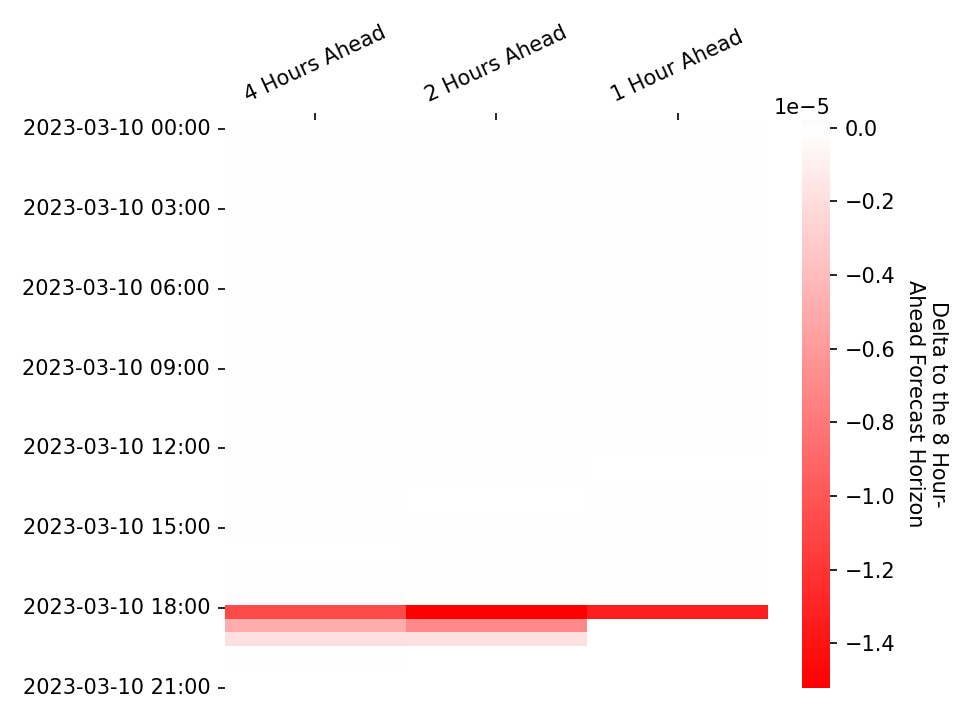 4 Hours Ahead
2 Hours Ahead
1 Hour Ahead
1e−5
2023-03-10 00:00
2023-03-10 03:00
2023-03-10 06:00
2023-03-10 09:00
2023-03-10 12:00
2023-03-10 15:00
2023-03-10 18:00
2023-03-10 21:00
0.0
−0.2
−0.4
−0.6
−0.8
−1.0
−1.2
−1.4
Delta to the 8 Hour-
Ahead Forecast Horizon